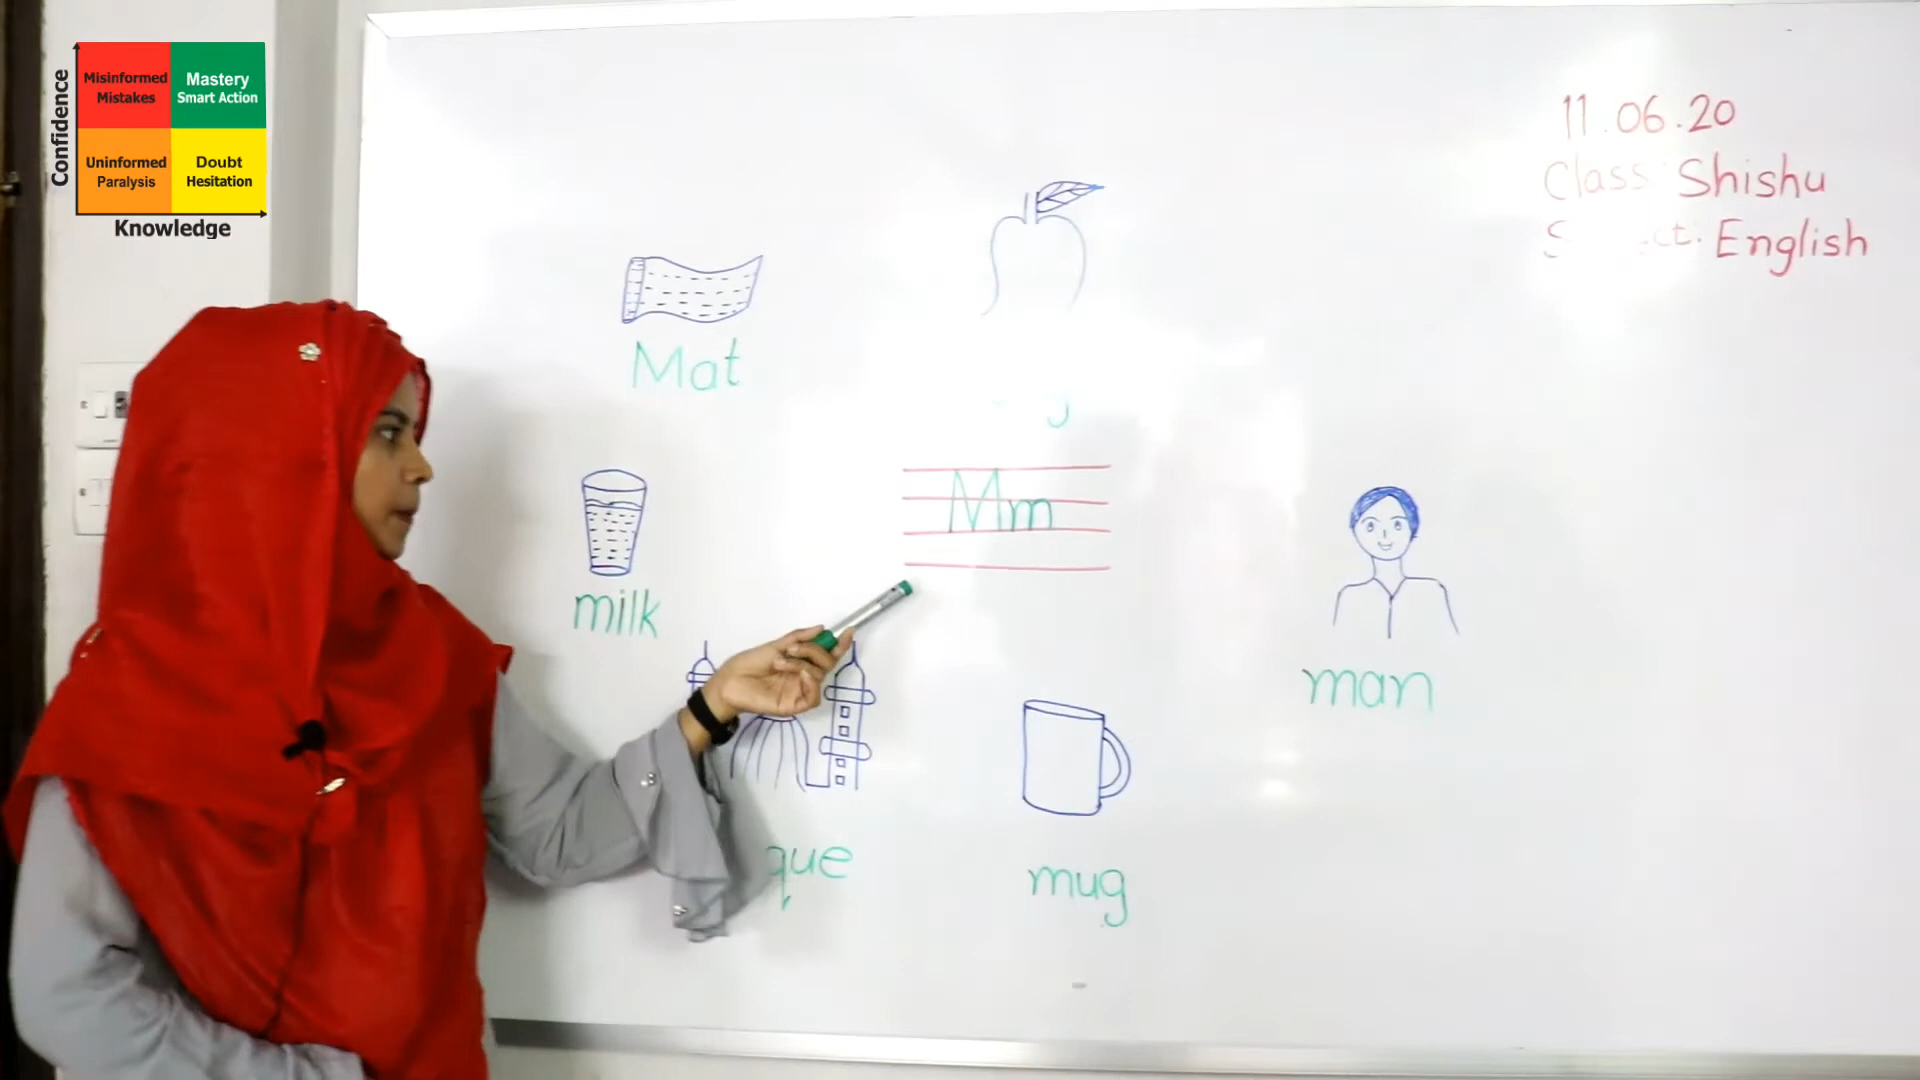 Confidence
Misinformed
Mistakes
Mastery
Smart Action
Uninformed
Paralysis
Doubt
Hesitation
Knowledge
11.06.20
Class: Shishu
English
Mat
Mm
milk
man
que
mug